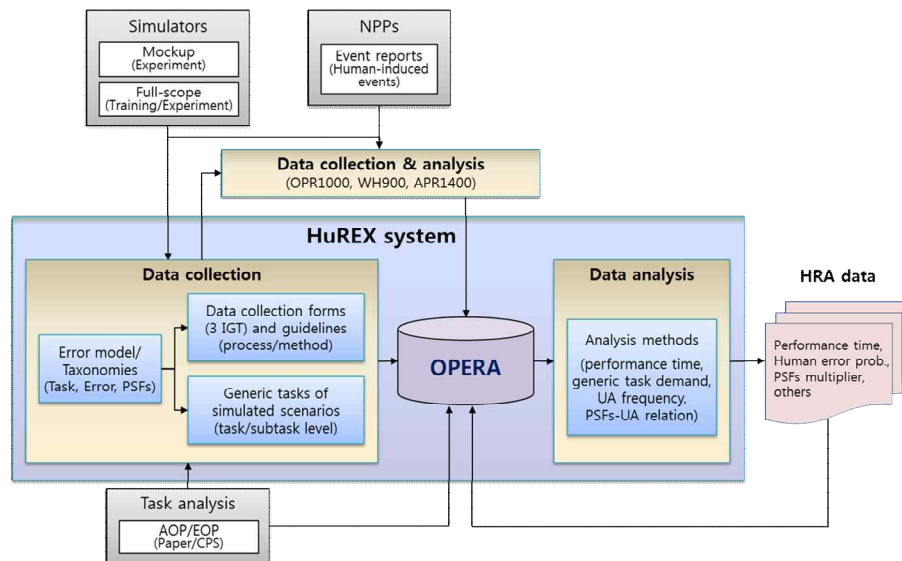 Simulators
Mockup
(Experiment)
Full-scope
(Training/Experiment)
NPPs
Event reports
(Human-induced
events)
Data collection & analysis
(OPR1000, WH900, APR1400)
HuREX system
Data collection
Error model/
Taxonomies
(Task, Error, PSFs)
Data collection forms
(3 IGT) and guidelines
(process/method)
Generic tasks of
simulated scenarios
(task/subtask level)
OPERA
Data analysis
Analysis methods
(performance time,
generic task demand,
UA frequency,
PSFs-UA relation)
HRA data
Performance time,
Human error prob.,
PSFs multiplier,
others
Task analysis
AOP/EOP
(Paper/CPS)